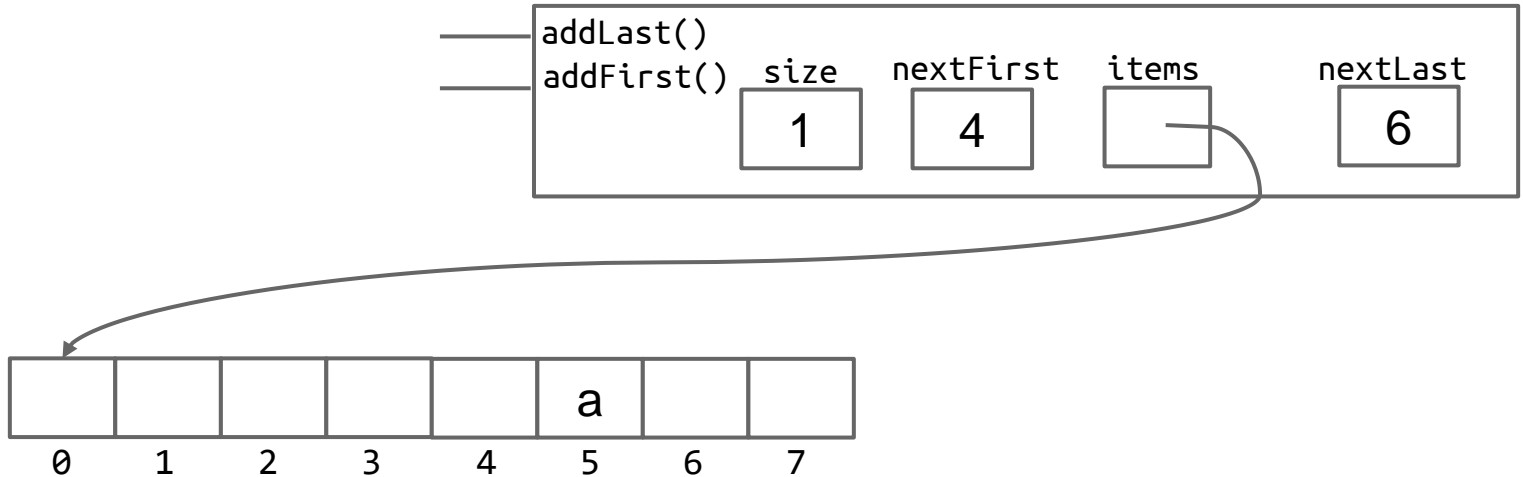 addLast()
addFirst()
size nextFirst items nextLast
1 4 6
a
0 1 2 3 4 5 6 7